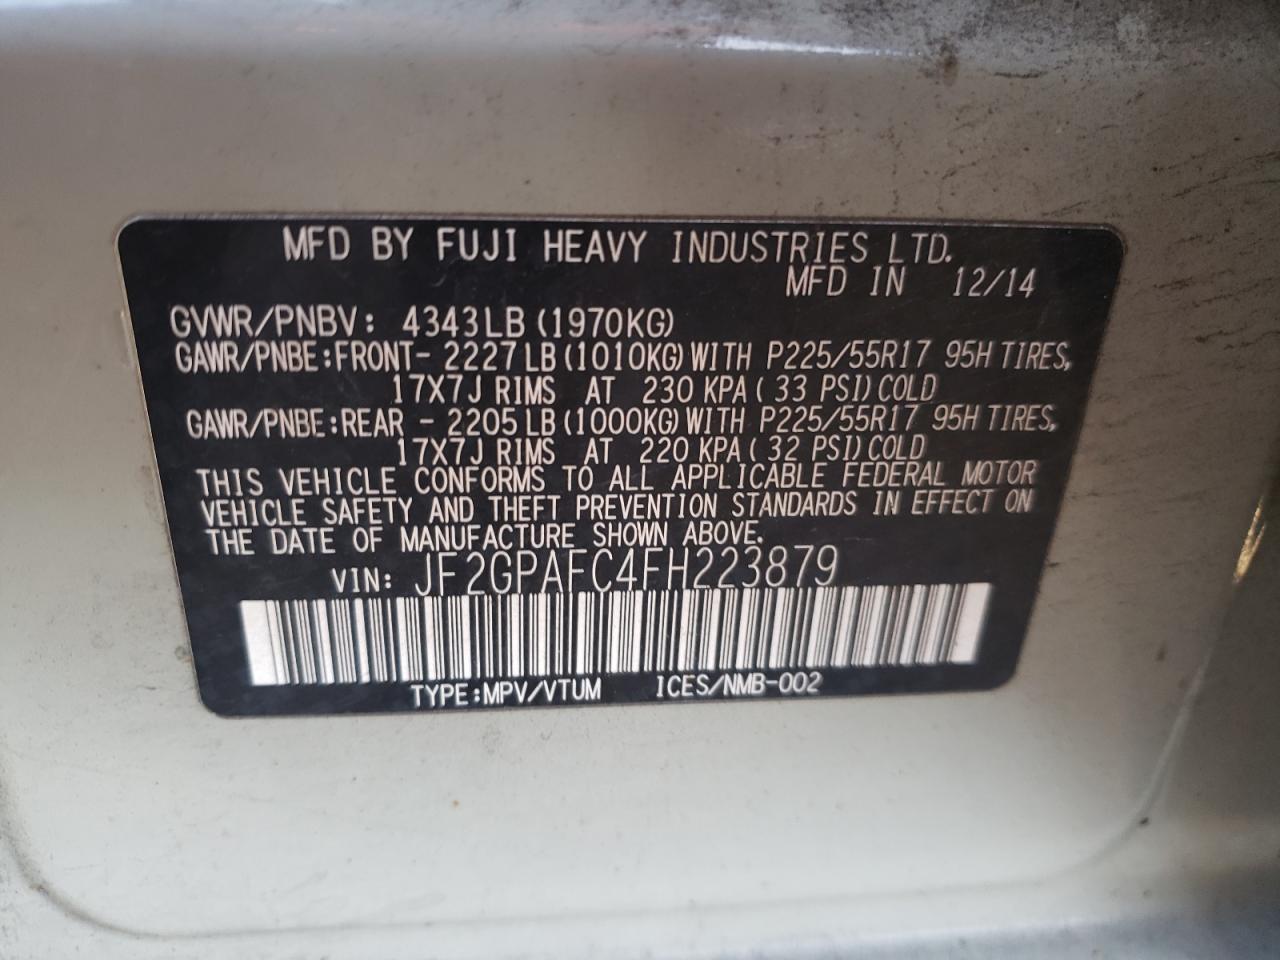 MFD BY FUJI HEAVY INDUSTRIES LTD.
MFD IN 12/14
GVWR/PNBV: 4343LB (1970KG)
GAWR/PNBE:FRONT- 2227LB (1010KG) WITH P225/55R17 95H TIRES,
17X7J RIMS AT 230 KPA ( 33 PSI) COLD
GAWR/PNBE:REAR - 2205LB (1000KG) WITH P225/55R17 95H TIRES,
17X7J RIMS AT 220 KPA ( 32 PSI) COLD
THIS VEHICLE CONFORMS TO ALL APPLICABLE FEDERAL MOTOR
VEHICLE SAFETY AND THEFT PREVENTION STANDARDS IN EFFECT ON
THE DATE OF MANUFACTURE SHOWN ABOVE.
VIN: JF2GPAFC4FH223879
TYPE:MPV/VTUM ICES/NMB-002